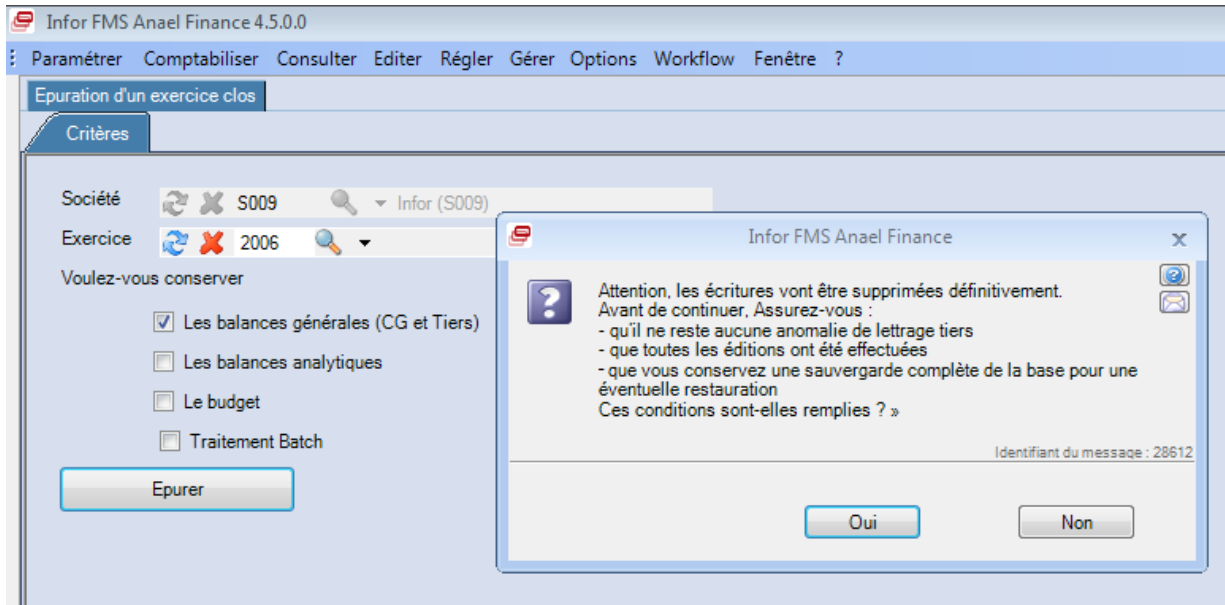 Infor FMS Anael Finance 4.5.0.0
Paramétrer Comptabiliser Consulter Editer Régler Gérer Options Workflow Fenêtre ?
Epuration d'un exercice clos
Critères
Société S009 Infor (S009)
Exercice 2006
Voulez-vous conserver
Les balances générales (CG et Tiers)
Les balances analytiques
Le budget
Traitement Batch
Epurer
Infor FMS Anael Finance x
Attention, les écritures vont être supprimées définitivement.
Avant de continuer, Assurez-vous :
- qu'il ne reste aucune anomalie de lettrage tiers
- que toutes les éditions ont été effectuées
- que vous conservez une sauvergarde complète de la base pour une
éventuelle restauration
Ces conditions sont-elles remplies ? »
Identifiant du message : 28612
Oui Non